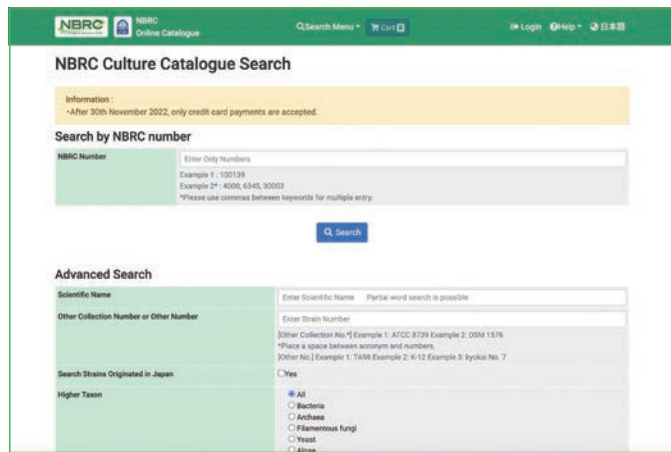 NBRC
NBRC
Online Catalogue
Search Menu
Cart
Login
Help
日本語
NBRC Culture Catalogue Search
Information :
・After 30th November 2022, only credit card payments are accepted.
Search by NBRC number
NBRC Number
Enter Only Numbers
Example 1 : 100139
Example 2* : 4000, 6345, 30003
*Please use commas between keywords for multiple entry.
Search
Advanced Search
Scientific Name
Enter Scientific Name Partial word search is possible
Other Collection Number or Other Number
Enter Strain Number
[Other Collection No.*] Example 1: ATCC 8739 Example 2: DSM 1576
*Place a space between acronym and numbers.
[Other No.] Example 1: TA98 Example 2: K-12 Example 3: kyokai No. 7
Search Strains Originated in Japan
Yes
Higher Taxon
All
Bacteria
Archaea
Filamentous fungi
Yeast
Algae